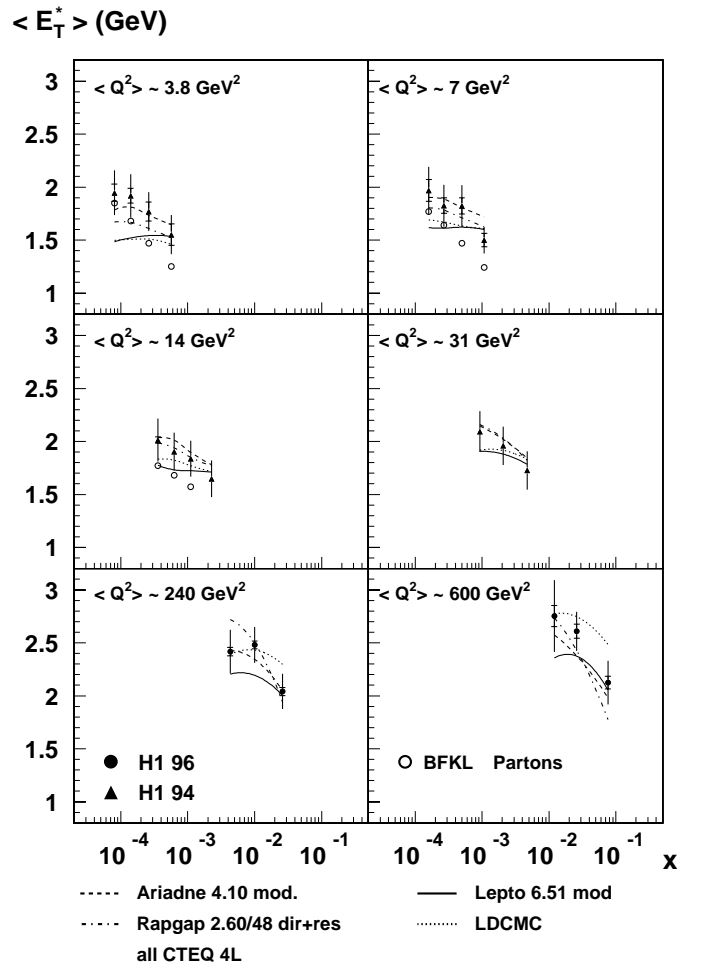 < E*T > (GeV)
< Q2> ~ 3.8 GeV2
< Q2> ~ 7 GeV2
3
2.5
2
1.5
1
< Q2> ~ 14 GeV2
< Q2> ~ 31 GeV2
3
2.5
2
1.5
1
< Q2> ~ 240 GeV2
< Q2> ~ 600 GeV2
3
2.5
2
1.5
1
H1 96
H1 94
BFKL Partons
10-4 10-3 10-2 10-1 10-4 10-3 10-2 10-1 x
Ariadne 4.10 mod.
Lepto 6.51 mod
Rapgap 2.60/48 dir+res
LDCMC
all CTEQ 4L